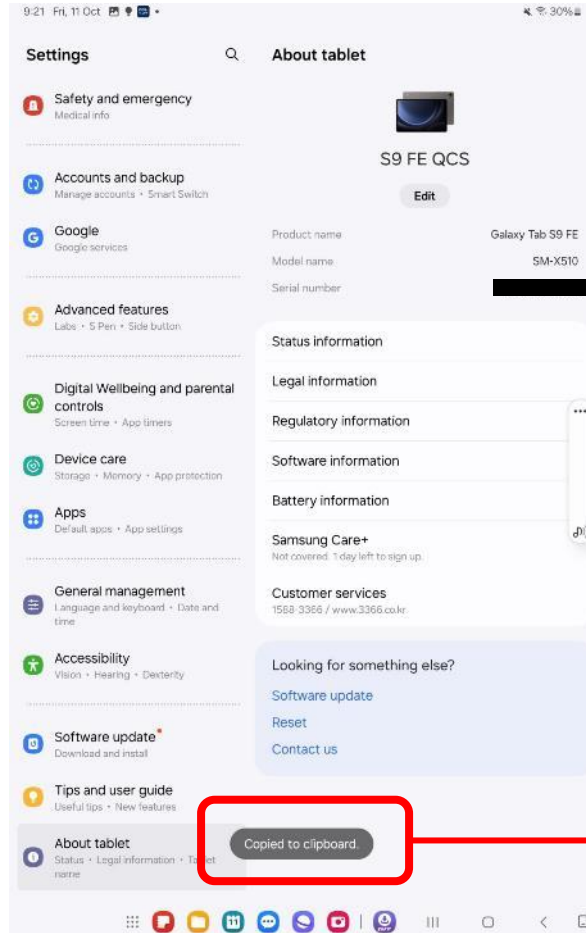 9:21 Fri, 11 Oct
30%
Settings
Safety and emergency
Medical info
Accounts and backup
Manage accounts • Smart Switch
Google
Google services
Advanced features
Labs • S Pen • Side button
Digital Wellbeing and parental
controls
Screen time • App timers
Device care
Storage • Memory • App protection
Apps
Default apps • App settings
General management
Language and keyboard • Date and
time
Accessibility
Vision • Hearing • Dexterity
Software update
Download and install
Tips and user guide
Useful tips • New features
About tablet
Status • Legal information • Tablet
name
About tablet
S9 FE QCS
Edit
Product name Galaxy Tab S9 FE
Model name SM-X510
Serial number
Status information
Legal information
Regulatory information
Software information
Battery information
Samsung Care+
Not covered. 1 day left to sign up.
Customer services
1588-3366 / www.3366.co.kr
Looking for something else?
Software update
Reset
Contact us
Copied to clipboard.
11